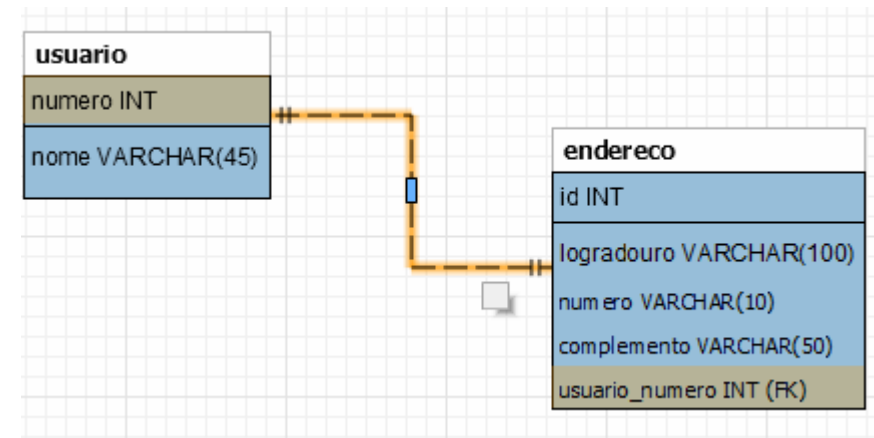 usuario
numero INT
nome VARCHAR(45)
endereco
id INT
logradouro VARCHAR(100)
numero VARCHAR(10)
complemento VARCHAR(50)
usuario_numero INT (FK)